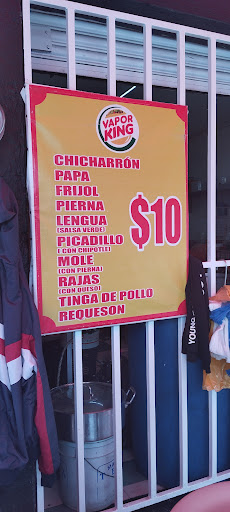 VAPOR
KING
CHICHARRÓN
PAPA
FRIJOL
PIERNA
LENGUA
(SALSA VERDE)
PICADILLO
( CON CHIPOTLE)
MOLE
(CON PIERNA)
RAJAS
(CON QUESO)
TINGA DE POLLO
REQUESON
$10
YOUNG